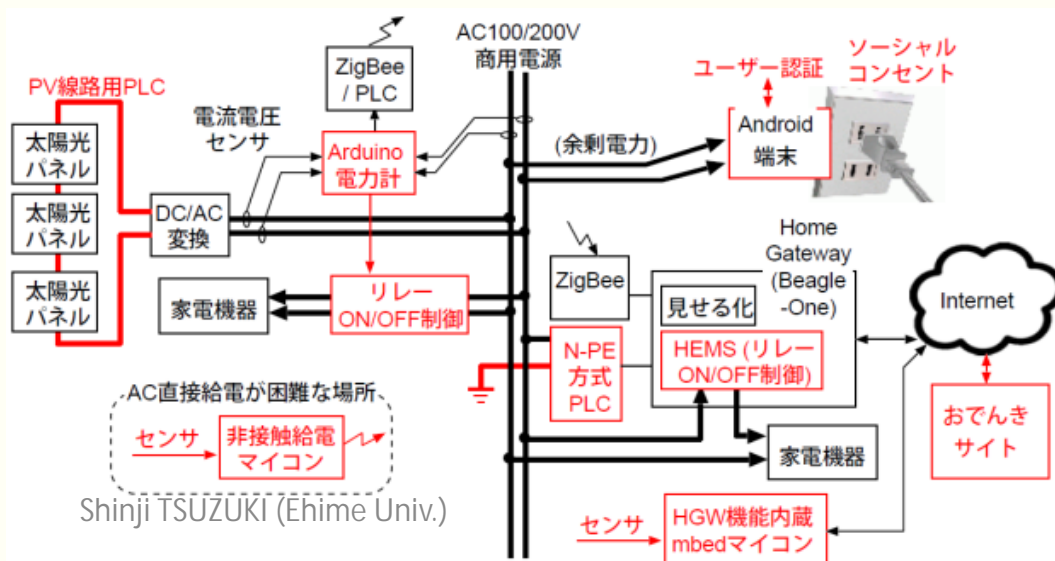 AC100/200V
商用電源
ZigBee
/ PLC
PV線路用PLC
電流電圧
センサ
Arduino
電力計
太陽光
パネル
太陽光
パネル
太陽光
パネル
DC/AC
変換
家電機器
リレー
ON/OFF制御
(余剰電力)
ユーザー認証
ソーシャル
コンセント
Android
端末
ZigBee
Home
Gateway
(Beagle
-One)
見せる化
HEMS (リレー
ON/OFF制御)
N-PE
方式
PLC
Internet
おでんき
サイト
家電機器
AC直接給電が困難な場所
センサ
非接触給電
マイコン
Shinji TSUZUKI (Ehime Univ.)
センサ
HGW機能内蔵
mbedマイコン